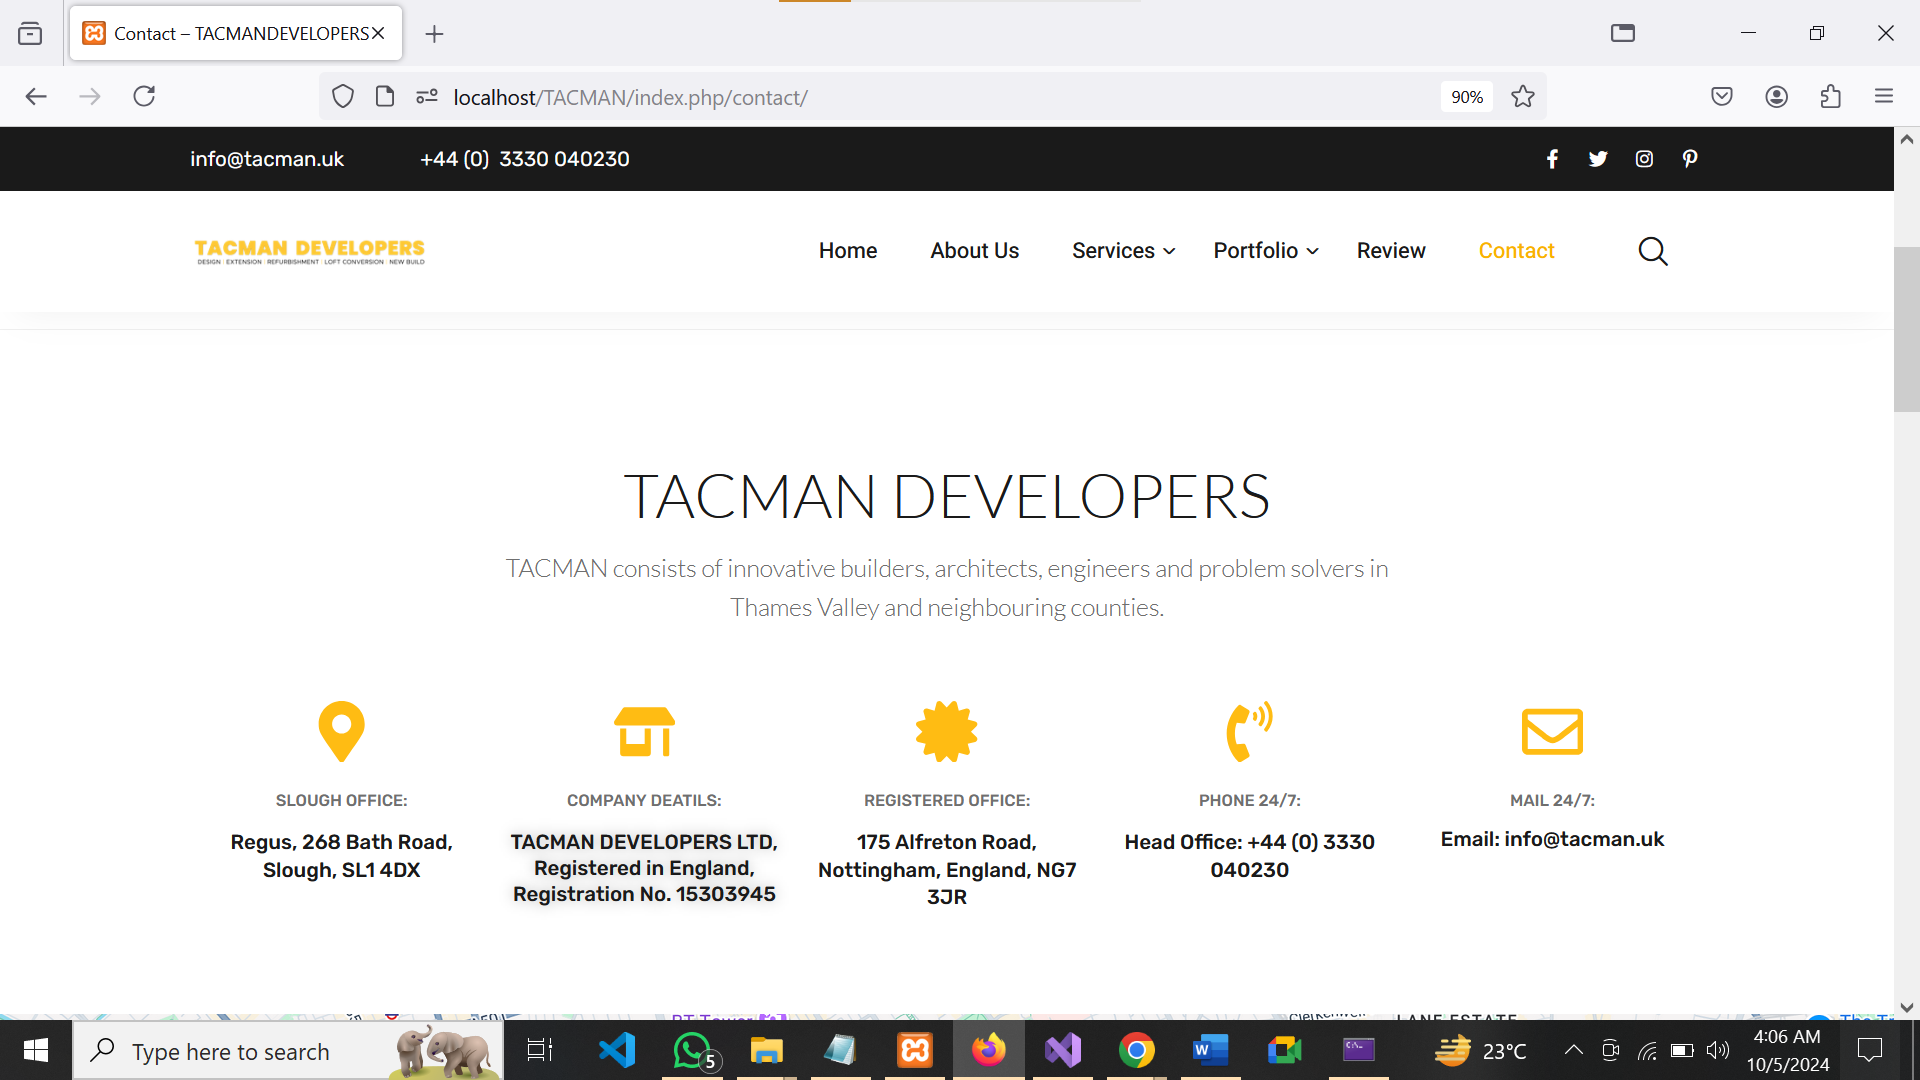 Contact – TACMANDEVELOPERS
localhost/TACMAN/index.php/contact/
90%
info@tacman.uk
+44 (0) 3330 040230
TACMAN DEVELOPERS
DESIGN EXTENSION REFURBISHMENT LOFT CONVERSION NEW BUILD
Home
About Us
Services
Portfolio
Review
Contact
TACMAN DEVELOPERS
TACMAN consists of innovative builders, architects, engineers and problem solvers in
Thames Valley and neighbouring counties.
SLOUGH OFFICE:
Regus, 268 Bath Road,
Slough, SL1 4DX
COMPANY DEATILS:
TACMAN DEVELOPERS LTD,
Registered in England,
Registration No. 15303945
REGISTERED OFFICE:
175 Alfreton Road,
Nottingham, England, NG7
3JR
PHONE 24/7:
Head Office: +44 (0) 3330
040230
MAIL 24/7:
Email: info@tacman.uk
Type here to search
5
W
23°C
4:06 AM
10/5/2024